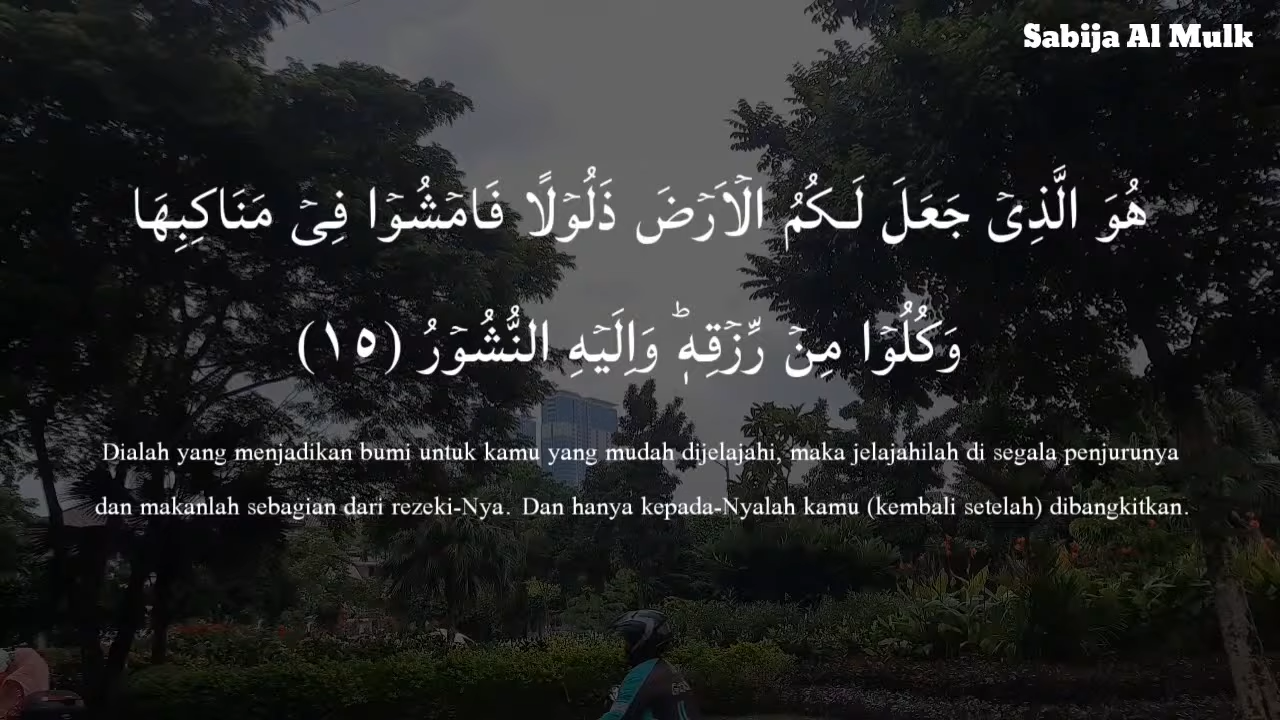 Sabija Al Mulk
هُوَ الَّذِىۡ جَعَلَ لَـكُمُ الۡاَرۡضَ ذَلُوۡلًا فَامۡشُوۡا فِىۡ مَنَاكِبِهَا
وَكُلُوۡا مِنۡ رِّزۡقِهٖ‌ؕ وَاِلَيۡهِ النُّشُوۡرُ (١٥)
Dialah yang menjadikan bumi untuk kamu yang mudah dijelajahi, maka jelajahilah di segala penjurunya
dan makanlah sebagian dari rezeki-Nya. Dan hanya kepada-Nyalah kamu (kembali setelah) dibangkitkan.